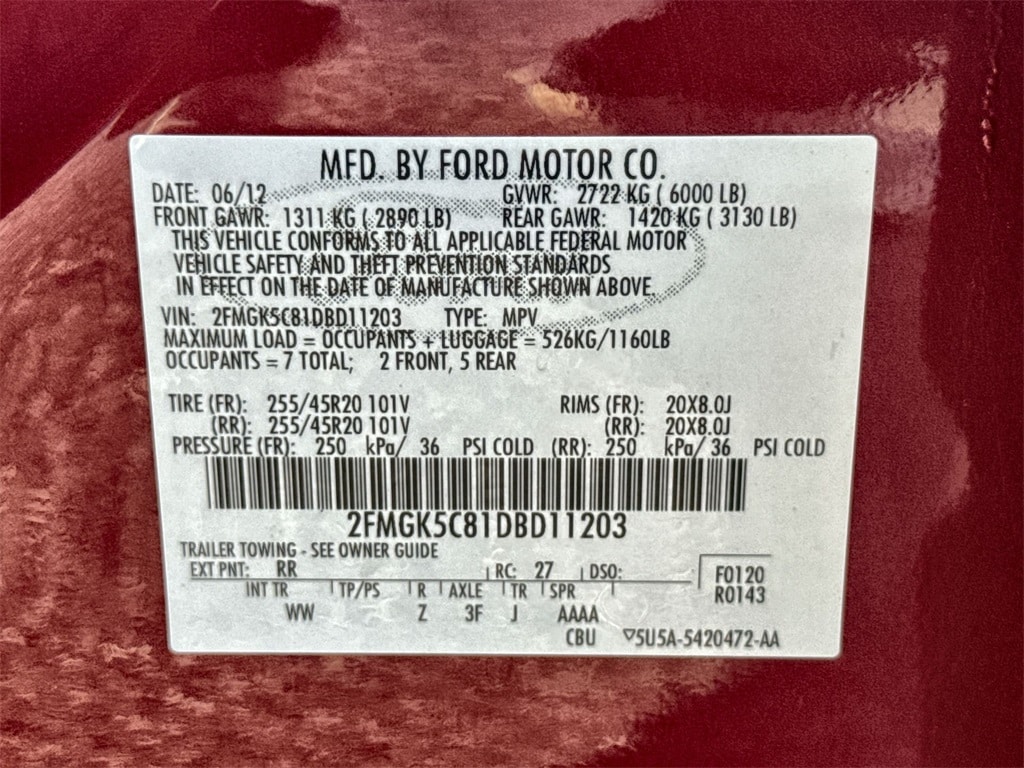 MFD. BY FORD MOTOR CO.
DATE: 06/12 GVWR: 2722 KG ( 6000 LB)
FRONT GAWR: 1311 KG ( 2890 LB) REAR GAWR: 1420 KG ( 3130 LB)
THIS VEHICLE CONFORMS TO ALL APPLICABLE FEDERAL MOTOR
VEHICLE SAFETY AND THEFT PREVENTION STANDARDS
IN EFFECT ON THE DATE OF MANUFACTURE SHOWN ABOVE.
VIN: 2FMGK5C81DBD11203 TYPE: MPV
MAXIMUM LOAD = OCCUPANTS + LUGGAGE = 526KG/1160LB
OCCUPANTS = 7 TOTAL; 2 FRONT, 5 REAR
TIRE (FR): 255/45R20 101V RIMS (FR): 20X8.0J
(RR): 255/45R20 101V (RR): 20X8.0J
PRESSURE (FR): 250 kPa/ 36 PSI COLD (RR): 250 kPa/ 36 PSI COLD
2FMGK5C81DBD11203
TRAILER TOWING - SEE OWNER GUIDE
EXT PNT: RR RC: 27 DSO: F0120
INT TR TP/PS R AXLE TR SPR R0143
WW Z 3F J AAAA
CBU ▽5U5A-5420472-AA